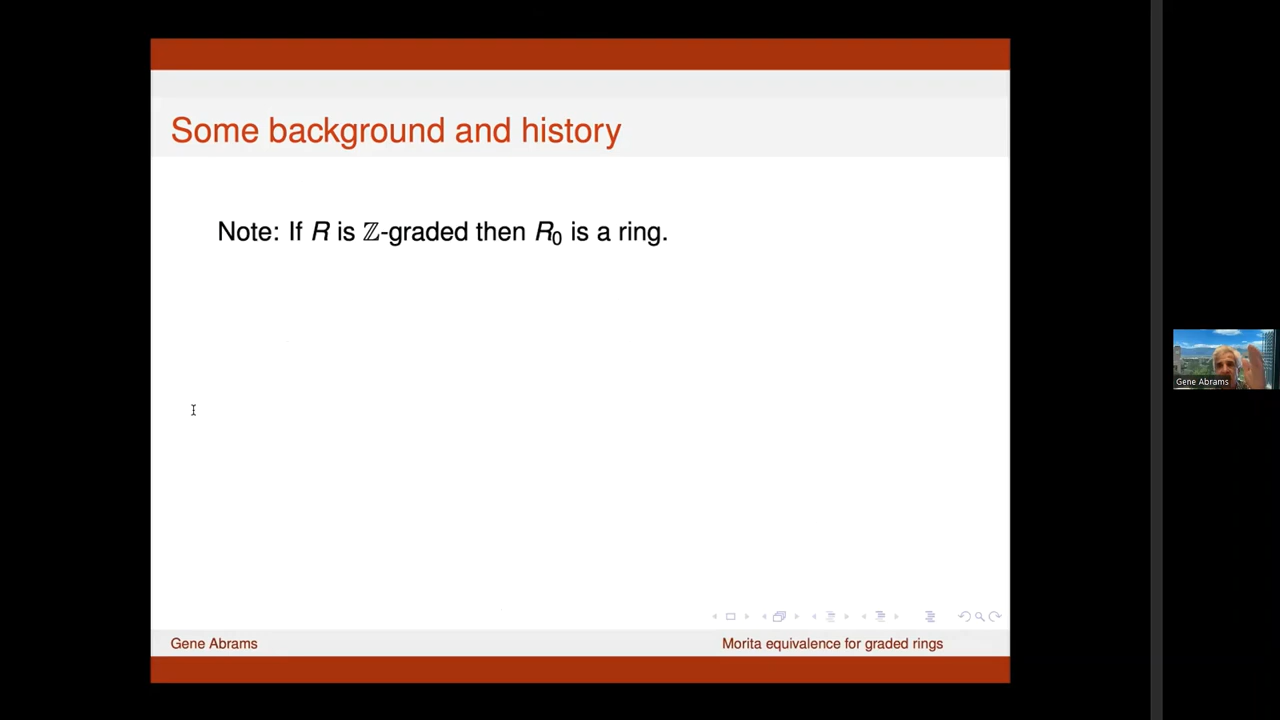 Some background and history
Note: If R is ℤ-graded then R₀ is a ring.
Gene Abrams
Gene Abrams
Morita equivalence for graded rings